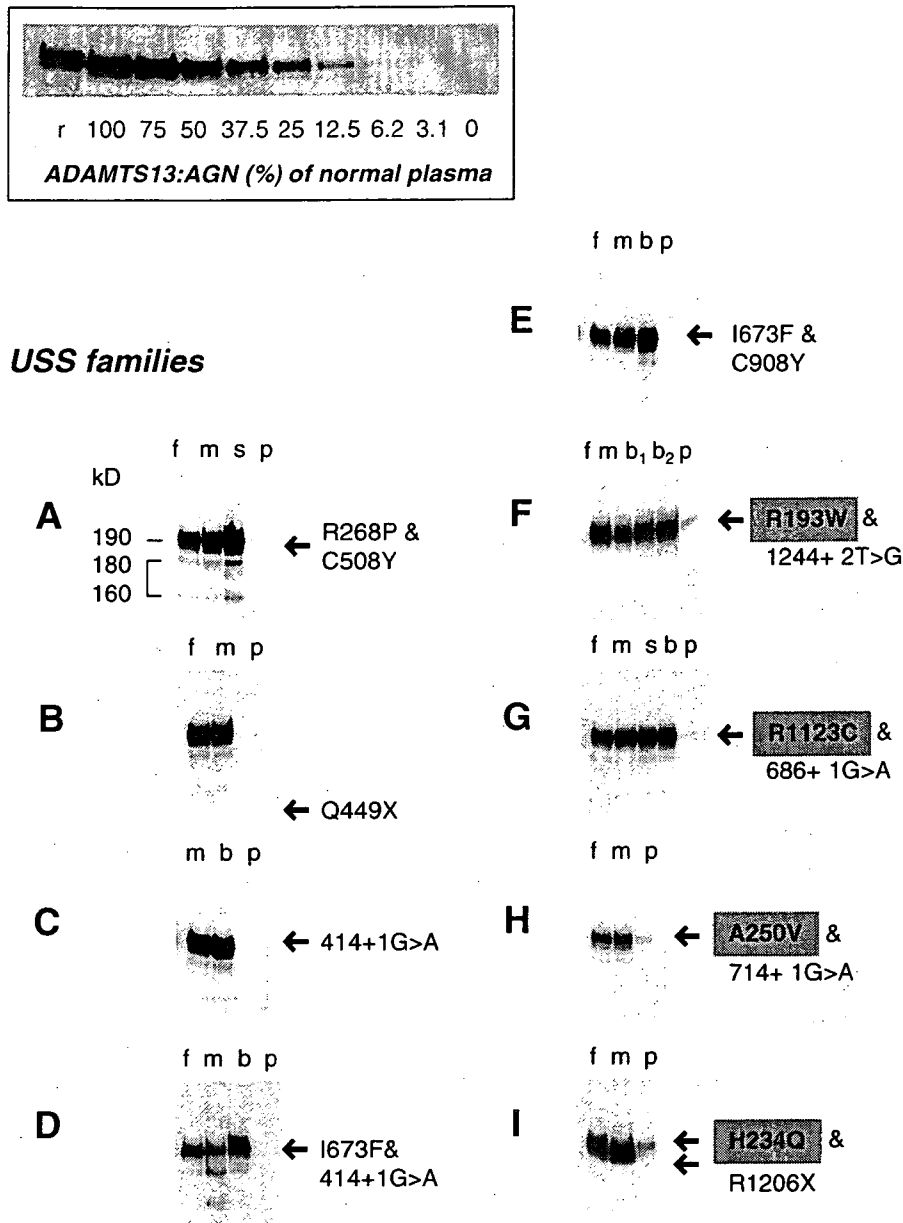 r 100 75 50 37.5 25 12.5 6.2 3.1 0
ADAMTS13:AGN (%) of normal plasma
USS families
f m s p
kD
A
190
180
160
R268P &
C508Y
f m p
B
Q449X
m b p
C
414+1G>A
f m b p
D
I673F&
414+1G>A
f m b p
E
I673F &
C908Y
f m b₁ b₂ p
F
R193W &
1244+ 2T>G
f m s b p
G
R1123C &
686+ 1G>A
f m p
H
A250V &
714+ 1G>A
f m p
I
H234Q &
R1206X